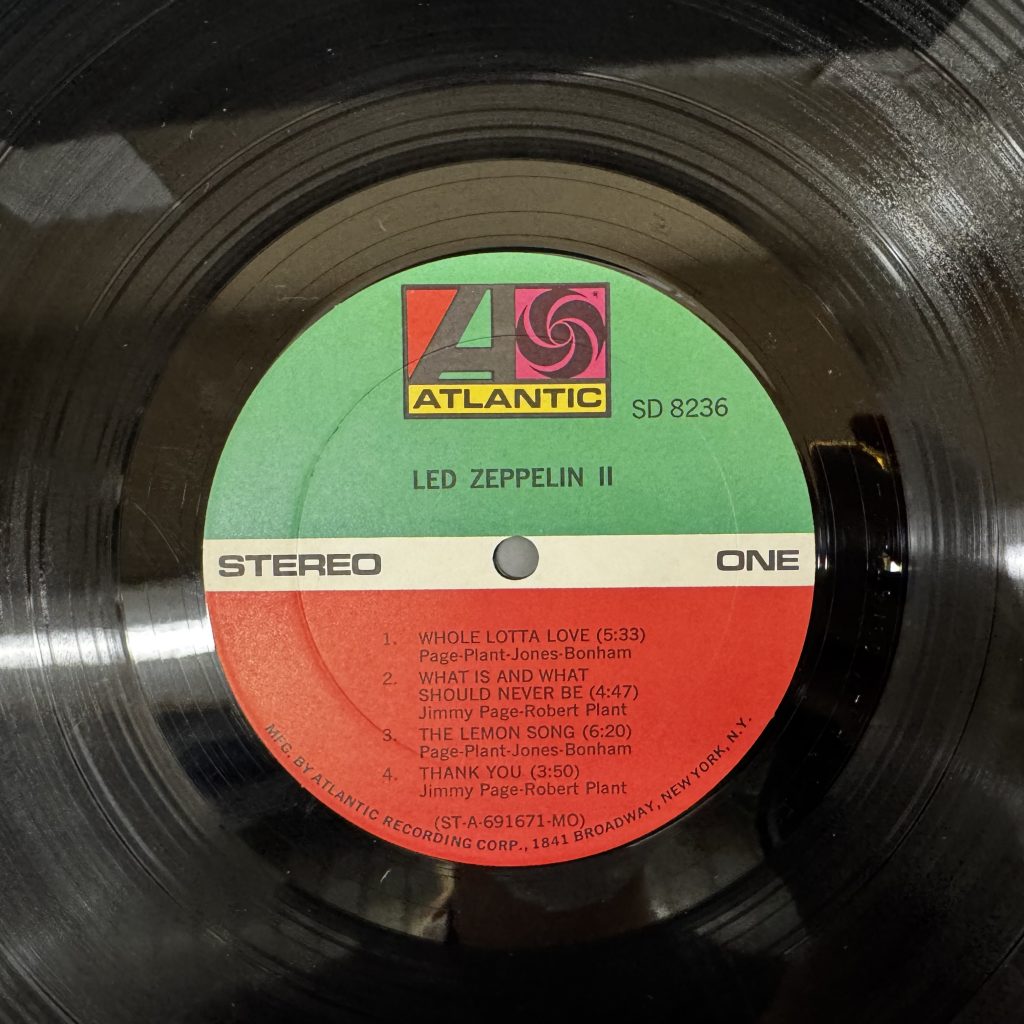 ATLANTIC
SD 8236
LED ZEPPELIN II
STEREO
ONE
1. WHOLE LOTTA LOVE (5:33)
Page-Plant-Jones-Bonham
2. WHAT IS AND WHAT
SHOULD NEVER BE (4:47)
Jimmy Page-Robert Plant
3. THE LEMON SONG (6:20)
Page-Plant-Jones-Bonham
4. THANK YOU (3:50)
Jimmy Page-Robert Plant
(ST-A-691671-MO)
MFG. BY ATLANTIC RECORDING CORP., 1841 BROADWAY, NEW YORK, N.Y.